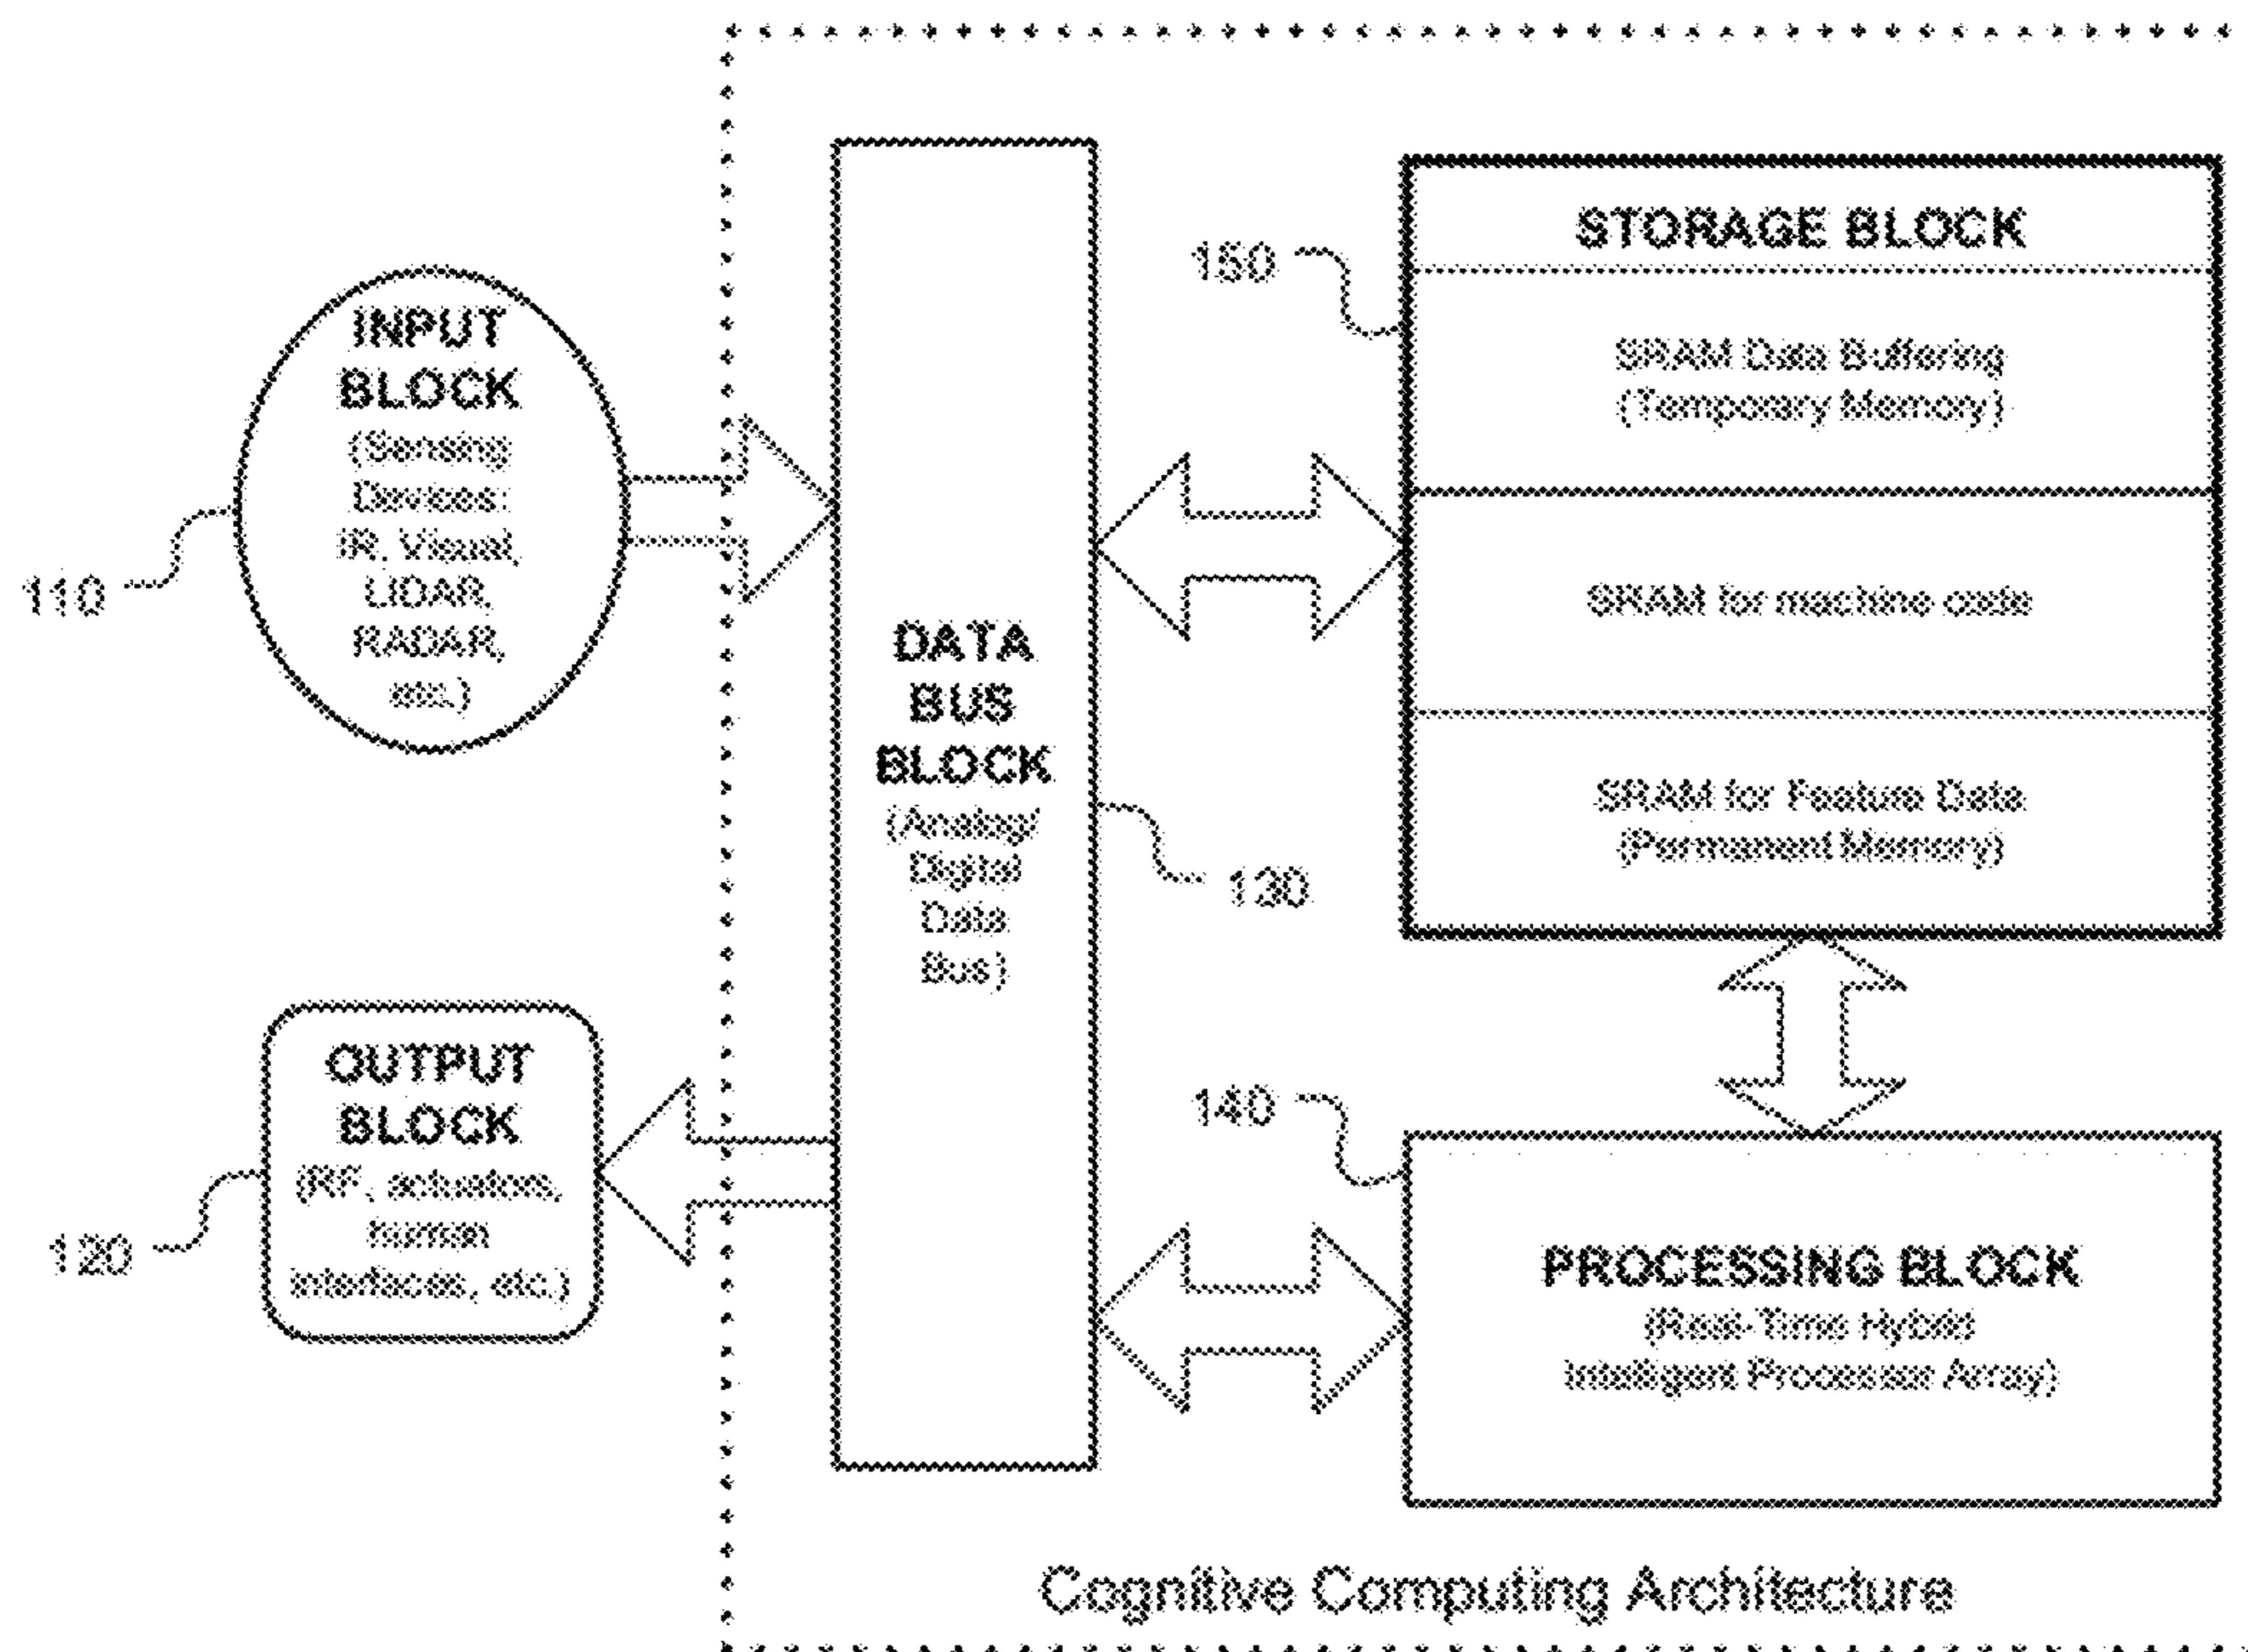 INPUT
BLOCK
(Sensing
Devices:
IR, Visual,
LIDAR,
RADAR,
etc.)
110
OUTPUT
BLOCK
(RF, actuators,
human
interfaces, etc.)
120
DATA
BUS
BLOCK
(Analog/
Digital
Data
Bus)
130
150
STORAGE BLOCK
SRAM Data Buffering
(Temporary Memory)
SRAM for machine code
SRAM for Feature Data
(Permanent Memory)
140
PROCESSING BLOCK
(Real-Time Hybrid
Intelligent Processor Array)
Cognitive Computing Architecture